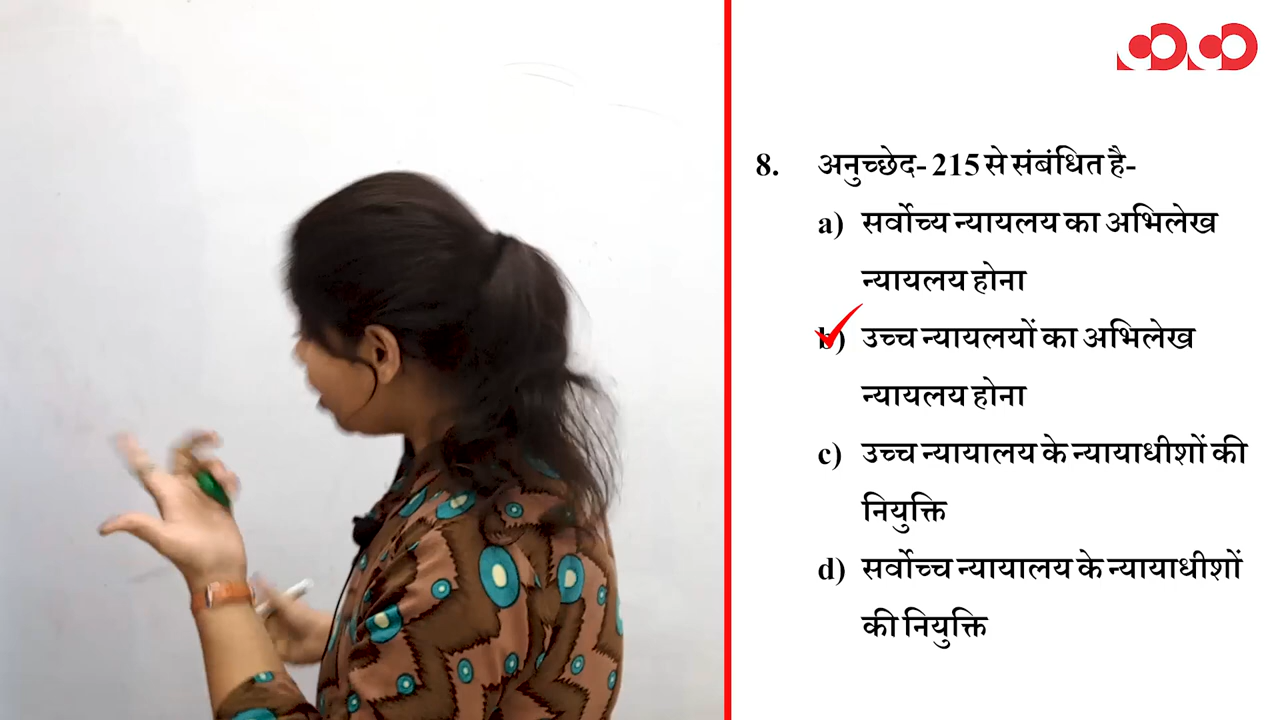 8. अनुच्छेद- 215 से संबंधित है-
a) सर्वोच्य न्यायलय का अभिलेख
न्यायलय होना
b) उच्च न्यायलयों का अभिलेख
न्यायलय होना
c) उच्च न्यायालय के न्यायाधीशों की
नियुक्ति
d) सर्वोच्च न्यायालय के न्यायाधीशों
की नियुक्ति